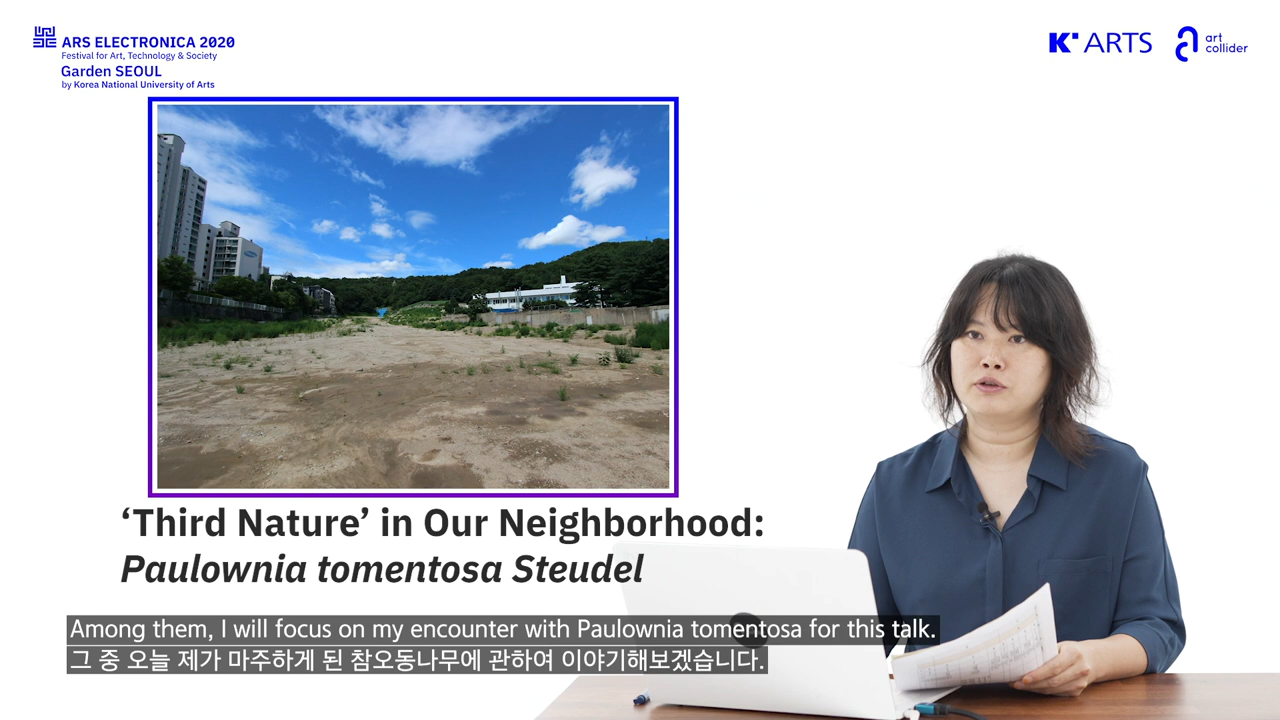 ARS ELECTRONICA 2020
Festival for Art, Technology & Society
Garden SEOUL
by Korea National University of Arts
K' ARTS
art
collider
‘Third Nature’ in Our Neighborhood:
Paulownia tomentosa Steudel
Among them, I will focus on my encounter with Paulownia tomentosa for this talk.
그 중 오늘 제가 마주하게 된 참오동나무에 관하여 이야기해보겠습니다.